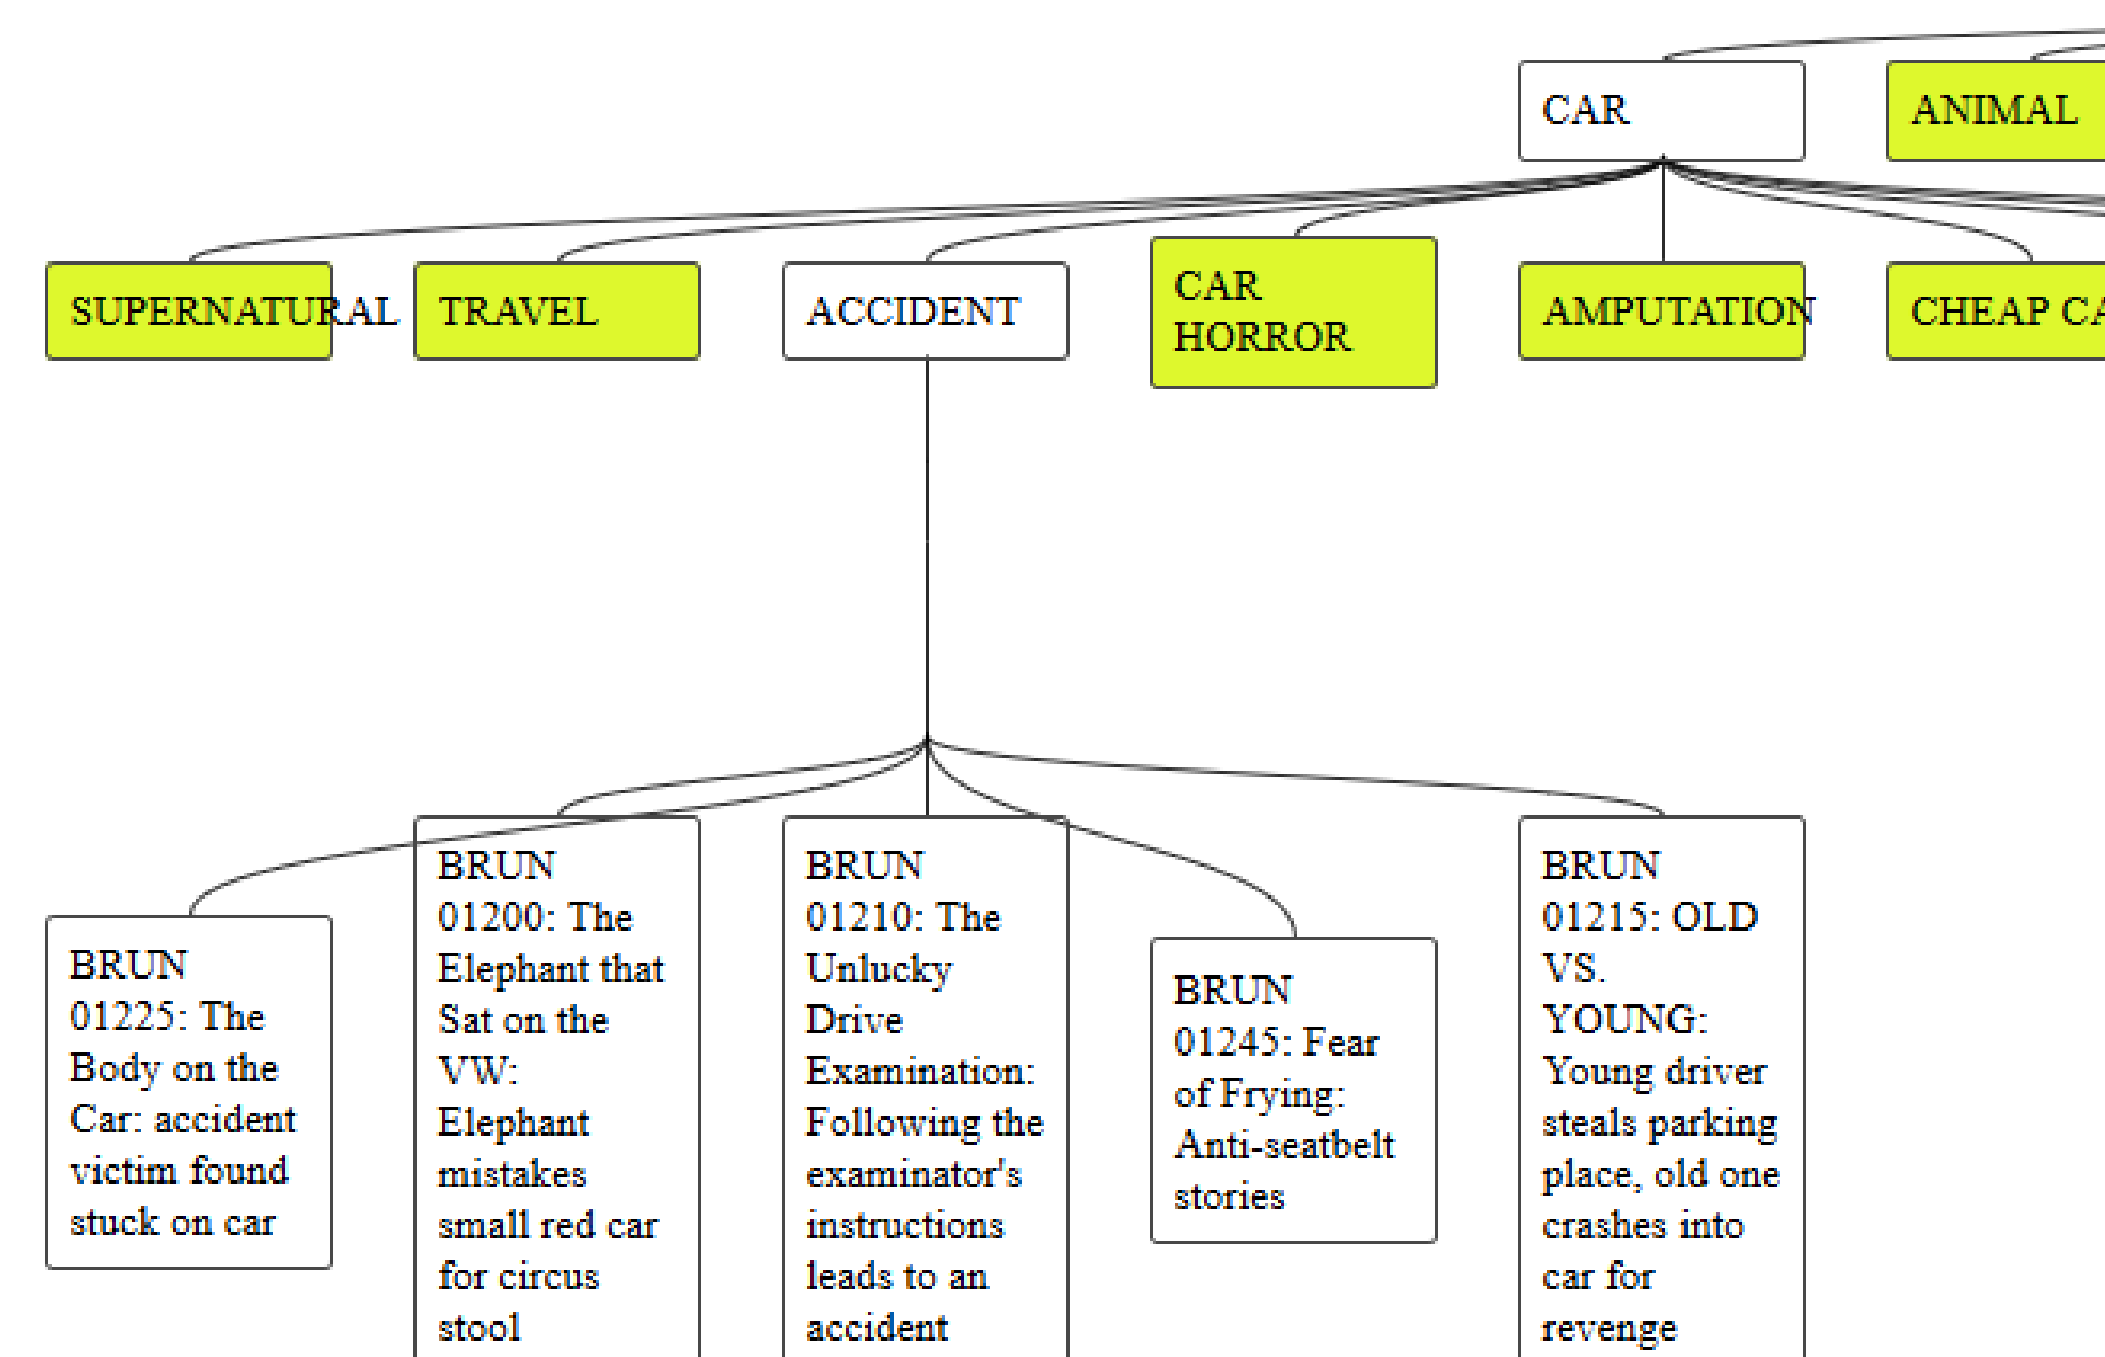 CAR
ANIMAL
SUPERNATURAL
TRAVEL
ACCIDENT
CAR
HORROR
AMPUTATION
CHEAP CA
BRUN
01225: The
Body on the
Car: accident
victim found
stuck on car
BRUN
01200: The
Elephant that
Sat on the
VW:
Elephant
mistakes
small red car
for circus
stool
BRUN
01210: The
Unlucky
Drive
Examination:
Following the
examinator's
instructions
leads to an
accident
BRUN
01245: Fear
of Frying:
Anti-seatbelt
stories
BRUN
01215: OLD
VS.
YOUNG:
Young driver
steals parking
place, old one
crashes into
car for
revenge